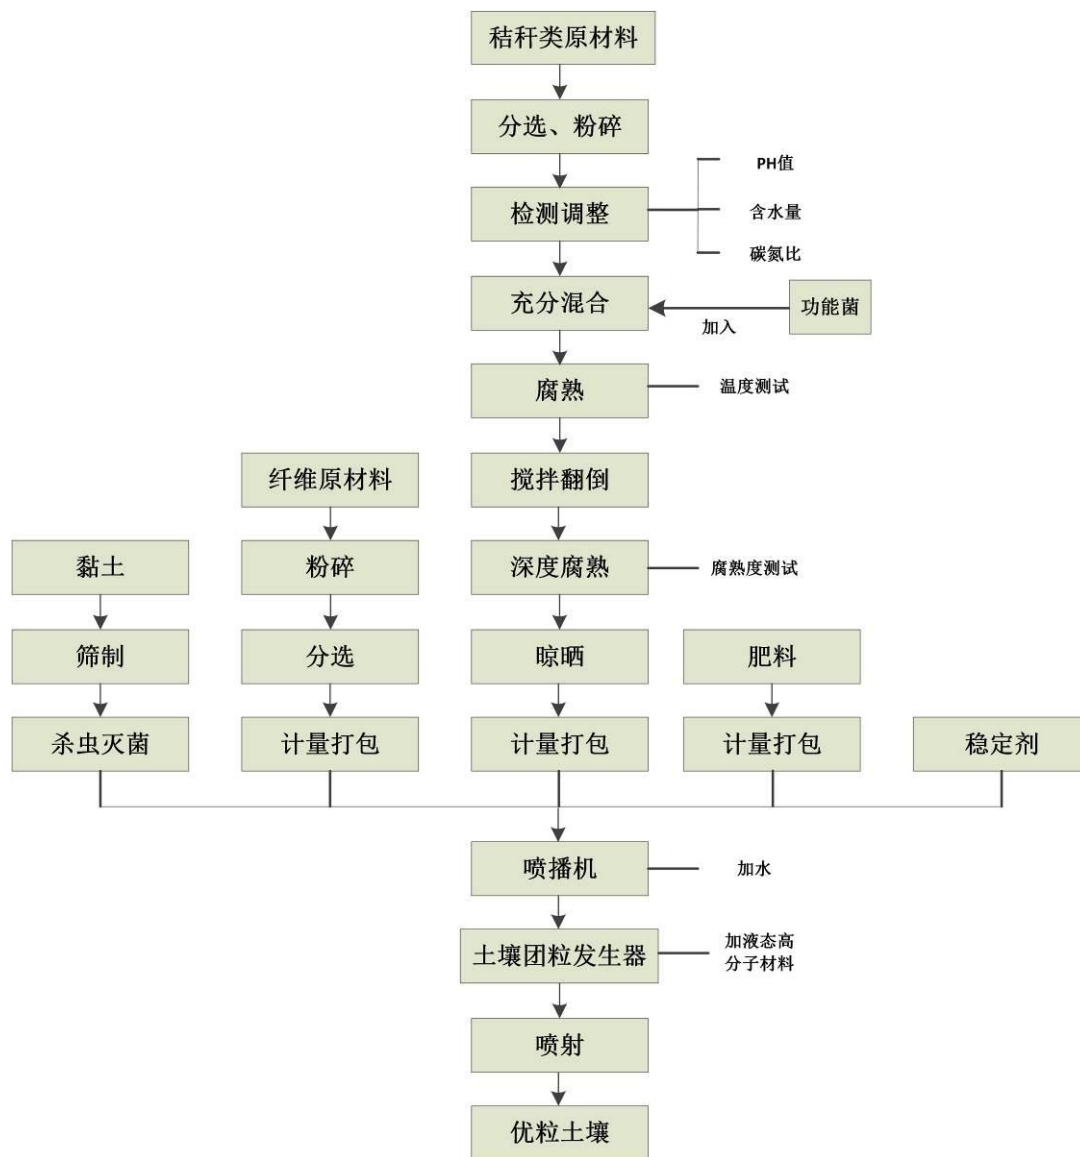 秸秆类原材料
分选、粉碎
PH值
检测调整
含水量
碳氮比
充分混合
功能菌
加入
腐熟
温度测试
纤维原材料
搅拌翻倒
黏土
粉碎
深度腐熟
腐熟度测试
筛制
分选
晾晒
肥料
杀虫灭菌
计量打包
计量打包
计量打包
稳定剂
喷播机
加水
土壤团粒发生器
加液态高
分子材料
喷射
优粒土壤